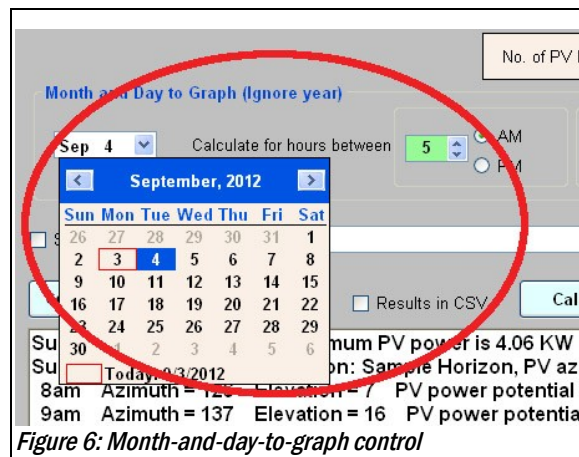 No. of PV
Month and Day to Graph (Ignore year)
Sep 4 Calculate for hours between 5 AM
PM
September, 2012
Sun Mon Tue Wed Thu Fri Sat
26 27 28 29 30 31 1
2 3 4 5 6 7 8
9 10 11 12 13 14 15
16 17 18 19 20 21 22
23 24 25 26 27 28 29
30 1 2 3 4 5 6
Today: 9/3/2012
Results in CSV
Cal
Su mum PV power is 4.06 KW
Su on: Sample Horizon, PV az
8am Azimuth = Elevation = 7 PV power potential
9am Azimuth = 137 Elevation = 16 PV power potentia
Figure 6: Month-and-day-to-graph control